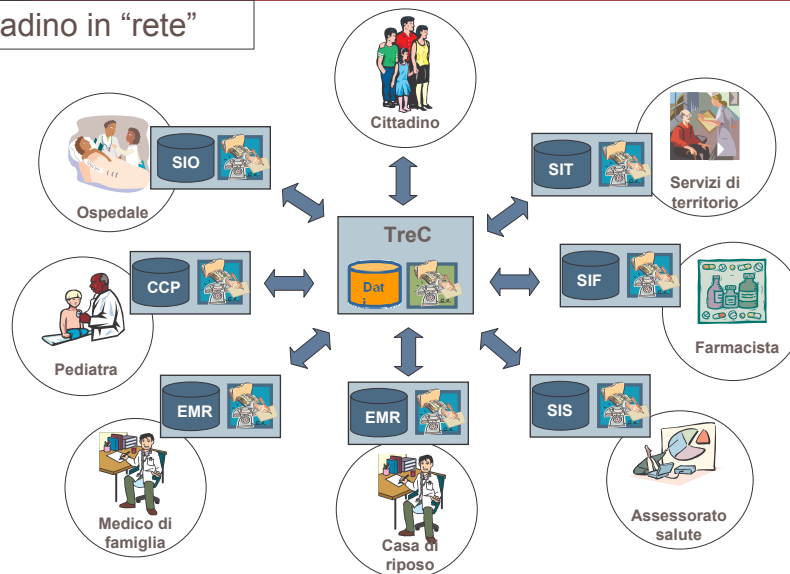 adino in “rete”
Cittadino
SIO
Ospedale
SIT
Servizi di
territorio
TreC
Dat
i
CCP
Pediatra
SIF
Farmacista
EMR
Medico di
famiglia
EMR
Casa di
riposo
SIS
Assessorato
salute